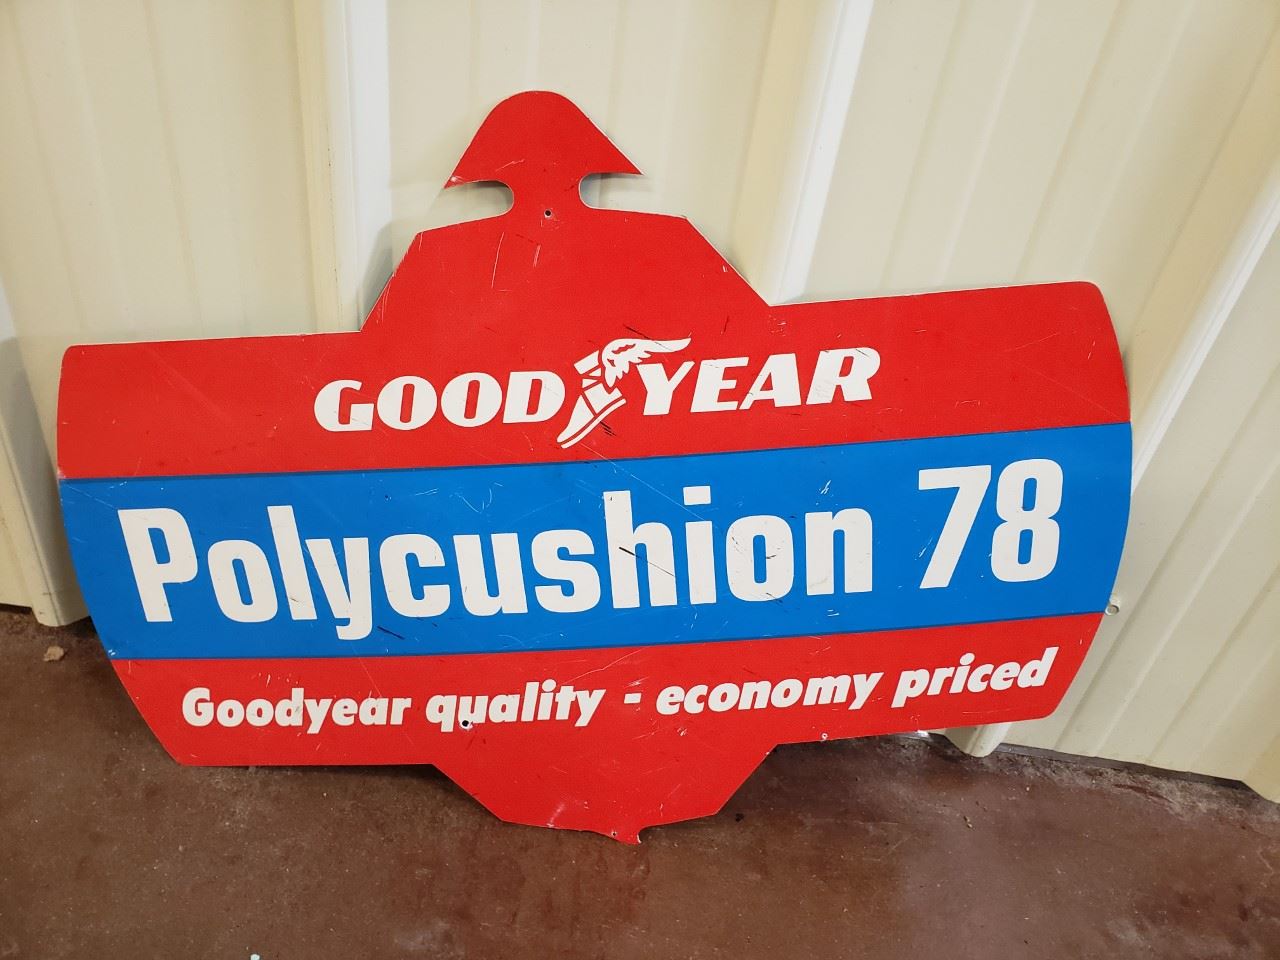 GOODYEAR
Polycushion 78
Goodyear quality - economy priced